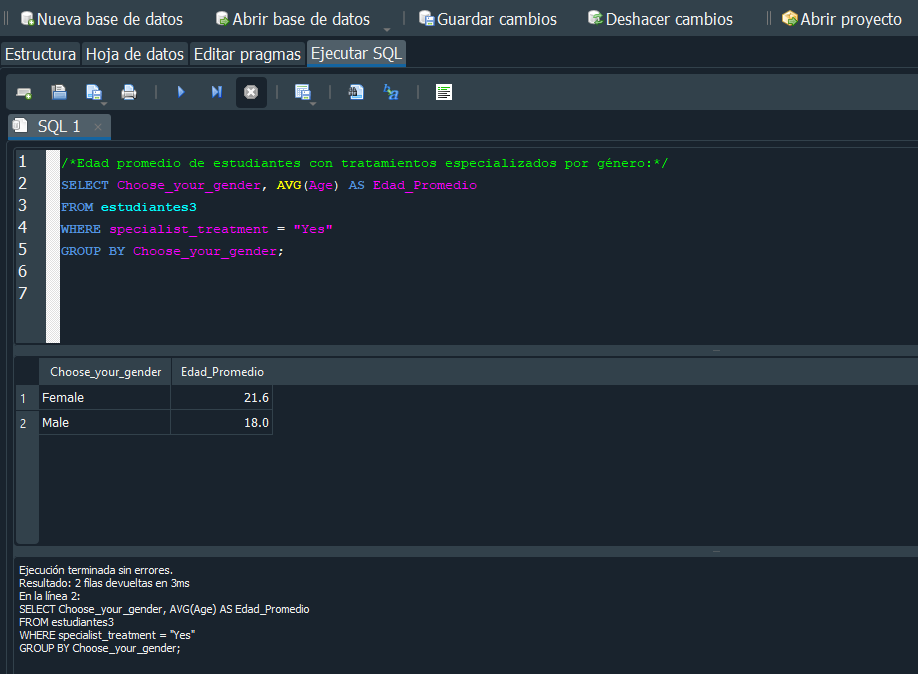 Nueva base de datos Abrir base de datos Guardar cambios Deshacer cambios Abrir proyecto
Estructura Hoja de datos Editar pragmas Ejecutar SQL
SQL 1
1 /*Edad promedio de estudiantes con tratamientos especializados por género:*/
2 SELECT Choose_your_gender, AVG(Age) AS Edad_Promedio
3 FROM estudiantes3
4 WHERE specialist_treatment = "Yes"
5 GROUP BY Choose_your_gender;
6
7
Choose_your_gender Edad_Promedio
1 Female 21.6
2 Male 18.0
Ejecución terminada sin errores.
Resultado: 2 filas devueltas en 3ms
En la línea 2:
SELECT Choose_your_gender, AVG(Age) AS Edad_Promedio
FROM estudiantes3
WHERE specialist_treatment = "Yes"
GROUP BY Choose_your_gender;